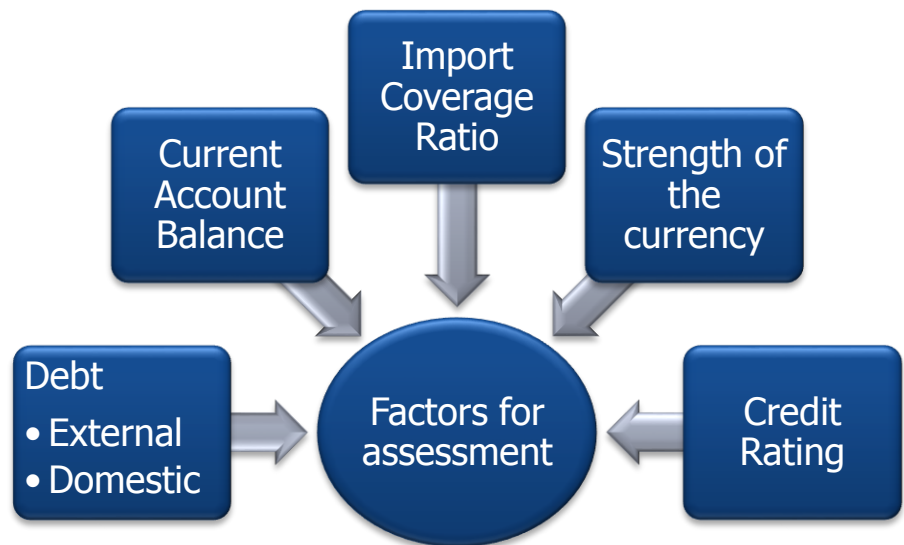 Import
Coverage
Ratio
Current
Account
Balance
Strength of
the
currency
Debt
• External
• Domestic
Factors for
assessment
Credit
Rating